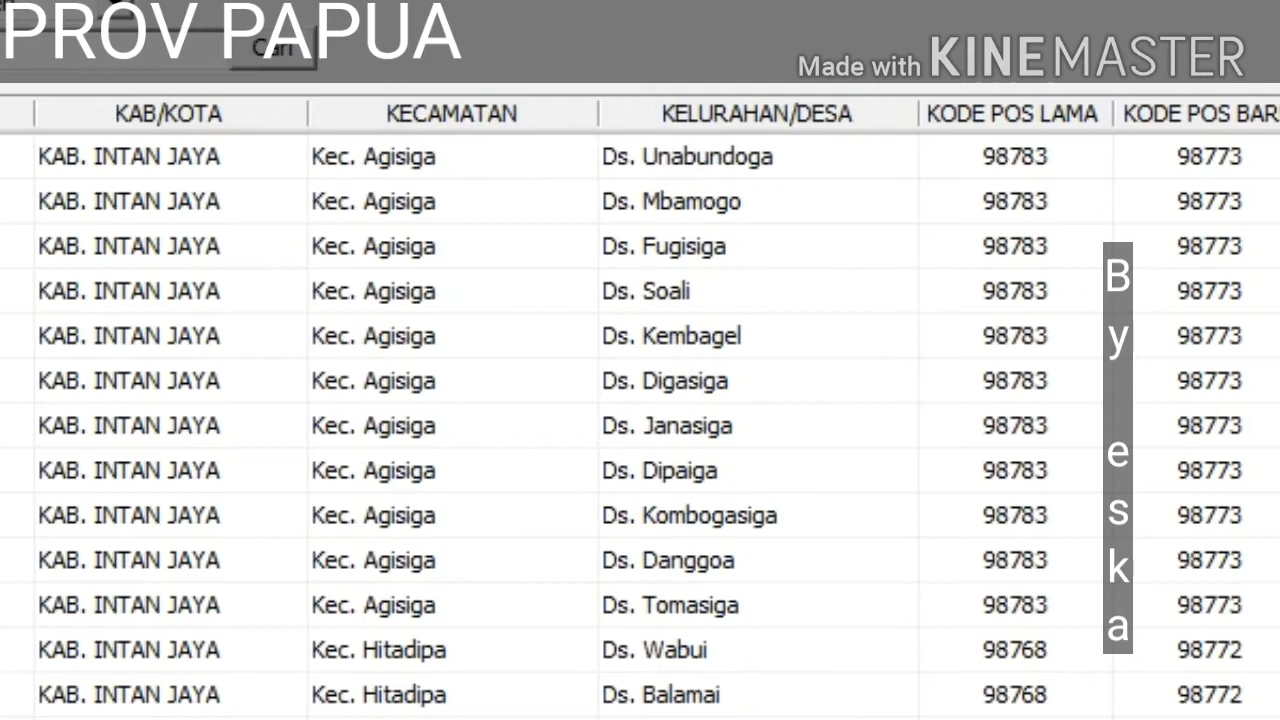 PROV PAPUA
Cari
Made with KINEMASTER
KAB/KOTA KECAMATAN KELURAHAN/DESA KODE POS LAMA KODE POS BAR
KAB. INTAN JAYA Kec. Agisiga Ds. Unabundoga 98783 98773
KAB. INTAN JAYA Kec. Agisiga Ds. Mbamogo 98783 98773
KAB. INTAN JAYA Kec. Agisiga Ds. Fugisiga 98783 98773
KAB. INTAN JAYA Kec. Agisiga Ds. Soali 98783 98773
KAB. INTAN JAYA Kec. Agisiga Ds. Kembagel 98783 98773
KAB. INTAN JAYA Kec. Agisiga Ds. Digasiga 98783 98773
KAB. INTAN JAYA Kec. Agisiga Ds. Janasiga 98783 98773
KAB. INTAN JAYA Kec. Agisiga Ds. Dipaiga 98783 98773
KAB. INTAN JAYA Kec. Agisiga Ds. Kombogasiga 98783 98773
KAB. INTAN JAYA Kec. Agisiga Ds. Danggoa 98783 98773
KAB. INTAN JAYA Kec. Agisiga Ds. Tomasiga 98783 98773
KAB. INTAN JAYA Kec. Hitadipa Ds. Wabui 98768 98772
KAB. INTAN JAYA Kec. Hitadipa Ds. Balamai 98768 98772
By eska